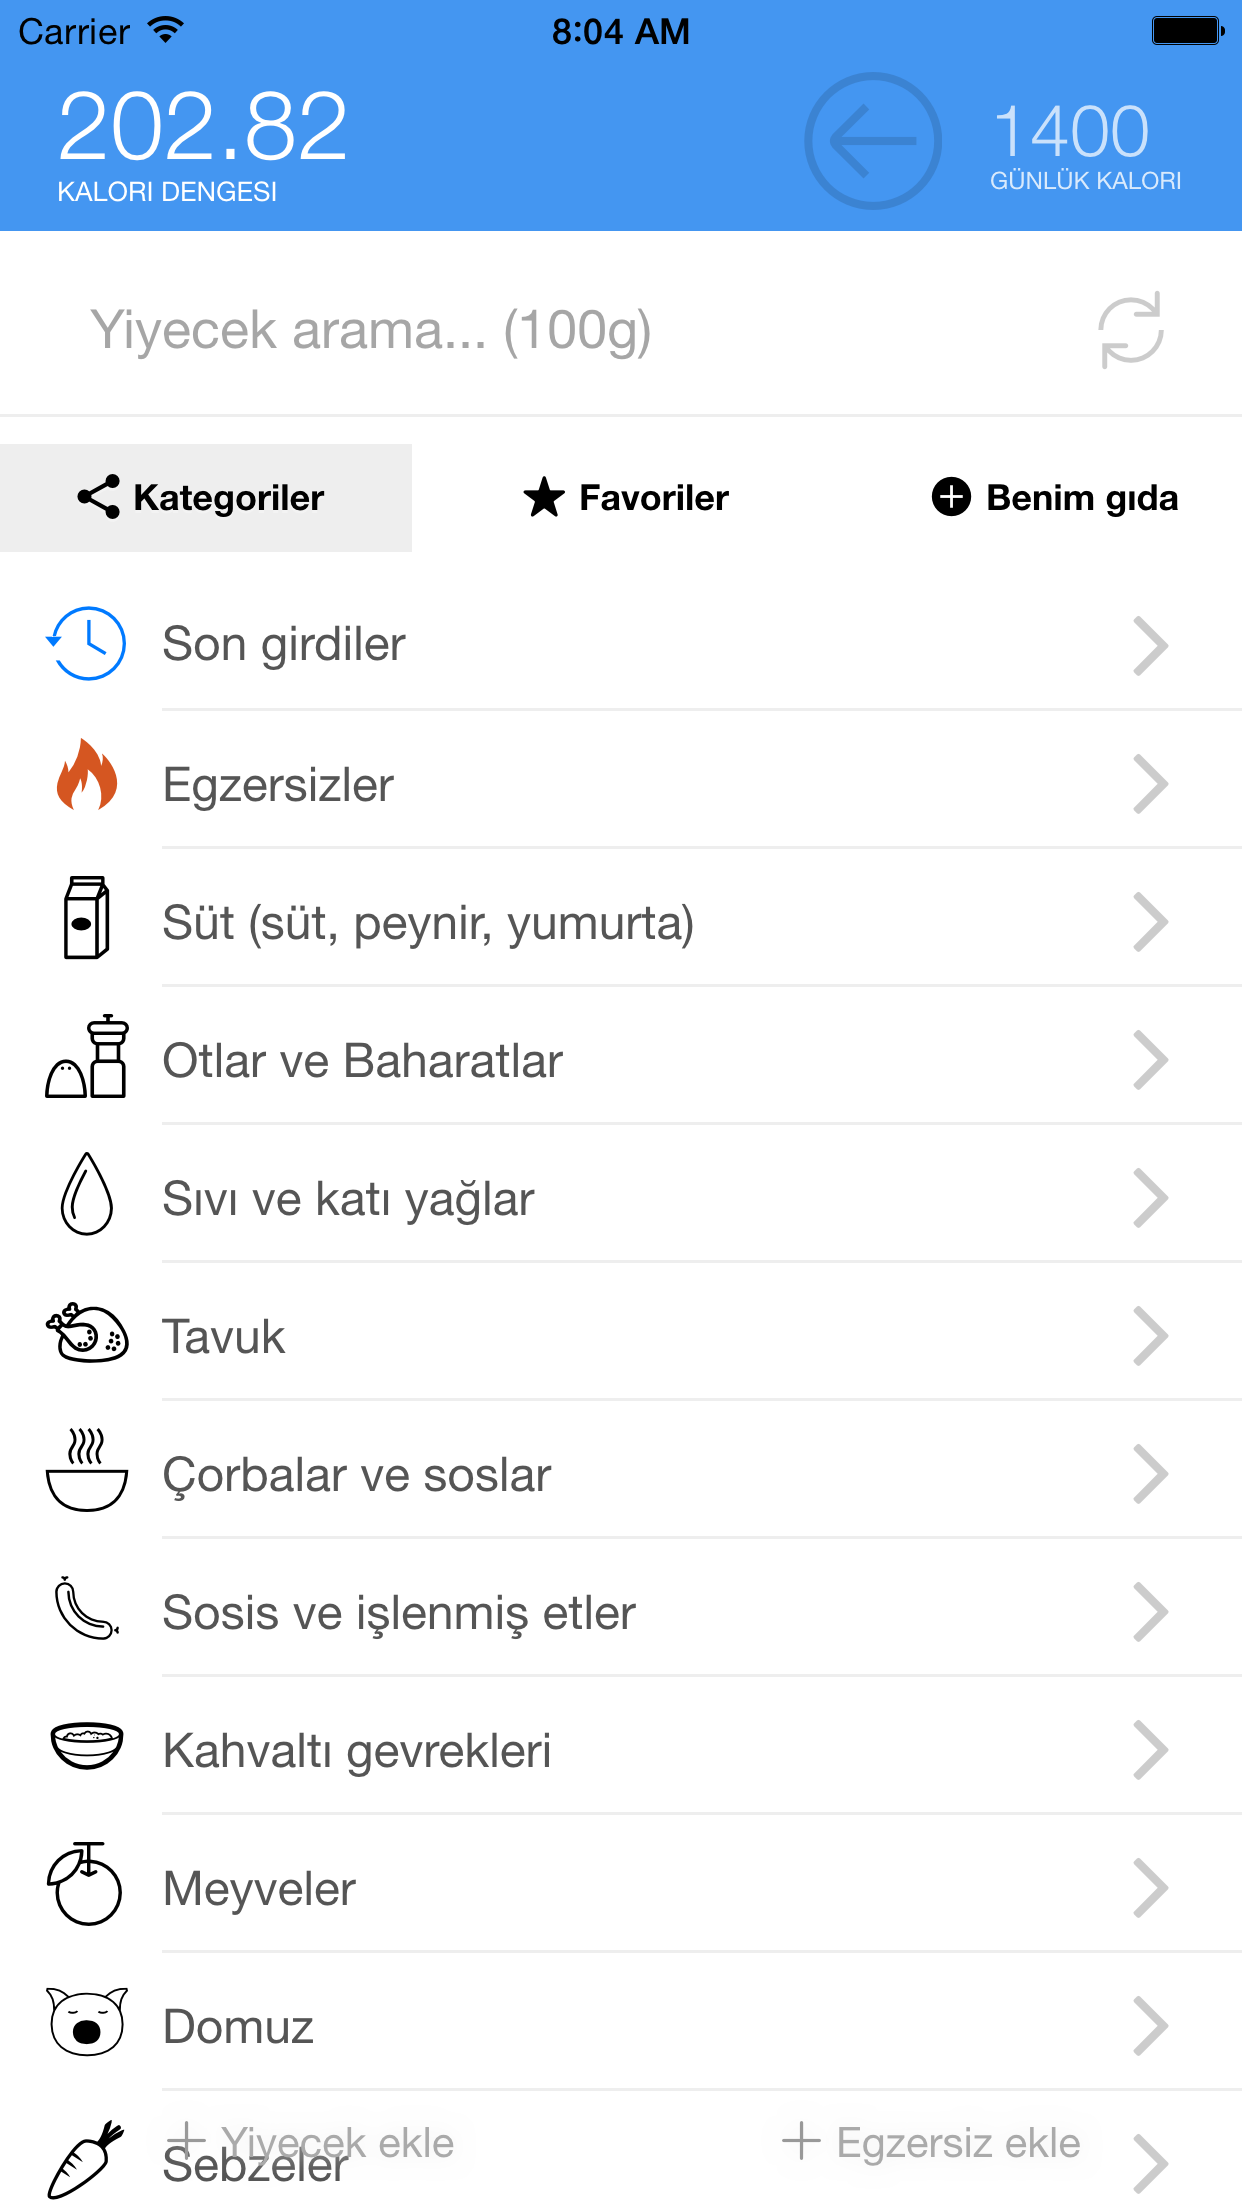 Carrier 8:04 AM
202.82
KALORI DENGESI
1400
GÜNLÜK KALORI
Yiyecek arama... (100g)
Kategoriler Favoriler Benim gıda
Son girdiler
Egzersizler
Süt (süt, peynir, yumurta)
Otlar ve Baharatlar
Sıvı ve katı yağlar
Tavuk
Çorbalar ve soslar
Sosis ve işlenmiş etler
Kahvaltı gevrekleri
Meyveler
Domuz
Yiyecek ekle Egzersiz ekle
Sebzeler